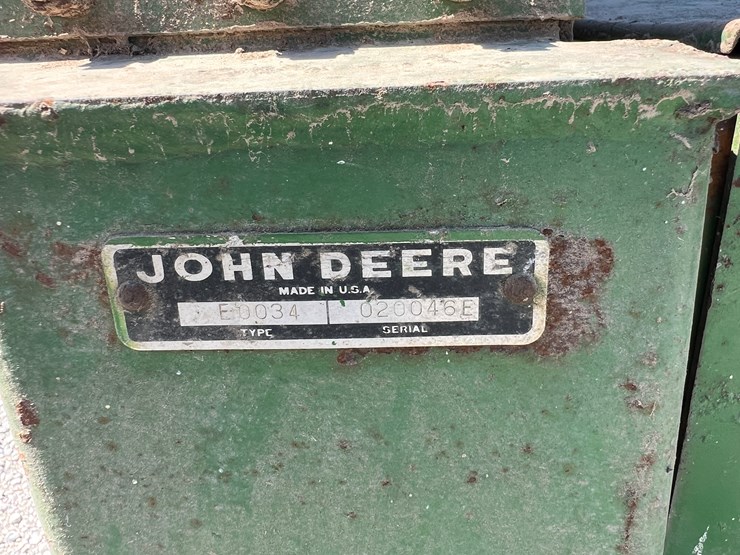 JOHN DEERE
MADE IN U.S.A
E0034 020046E
TYPE SERIAL